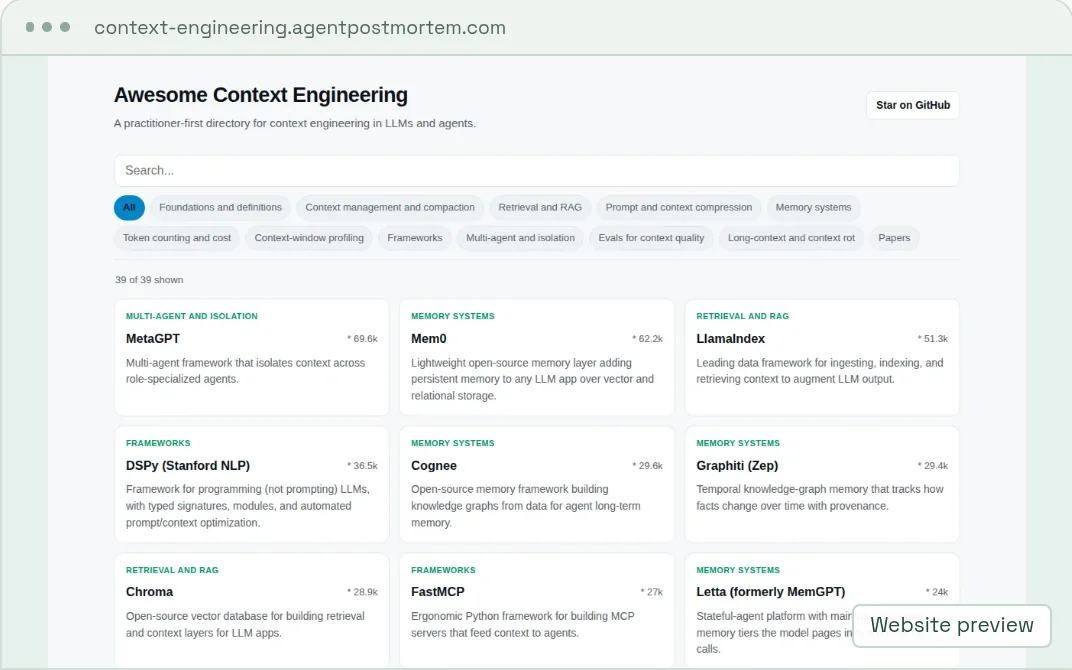 context-engineering.agentpostmortem.com
Awesome Context Engineering
Star on GitHub
A practitioner-first directory for context engineering in LLMs and agents.
Search...
All
Foundations and definitions
Context management and compaction
Retrieval and RAG
Prompt and context compression
Memory systems
Token counting and cost
Context-window profiling
Frameworks
Multi-agent and isolation
Evals for context quality
Long-context and context rot
Papers
39 of 39 shown
MULTI-AGENT AND ISOLATION
MetaGPT
* 69.6k
Multi-agent framework that isolates context across
role-specialized agents.
MEMORY SYSTEMS
Mem0
* 62.2k
Lightweight open-source memory layer adding
persistent memory to any LLM app over vector and
relational storage.
RETRIEVAL AND RAG
LlamaIndex
* 51.3k
Leading data framework for ingesting, indexing, and
retrieving context to augment LLM output.
FRAMEWORKS
DSPy (Stanford NLP)
* 36.5k
Framework for programming (not prompting) LLMs,
with typed signatures, modules, and automated
prompt/context optimization.
MEMORY SYSTEMS
Cognee
* 29.6k
Open-source memory framework building
knowledge graphs from data for agent long-term
memory.
MEMORY SYSTEMS
Graphiti (Zep)
* 29.4k
Temporal knowledge-graph memory that tracks how
facts change over time with provenance.
RETRIEVAL AND RAG
Chroma
* 28.9k
Open-source vector database for building retrieval
and context layers for LLM apps.
FRAMEWORKS
FastMCP
* 27k
Ergonomic Python framework for building MCP
servers that feed context to agents.
MEMORY SYSTEMS
Letta (formerly MemGPT)
* 24k
Stateful-agent platform with
memory tiers the model pages
calls.
Website preview